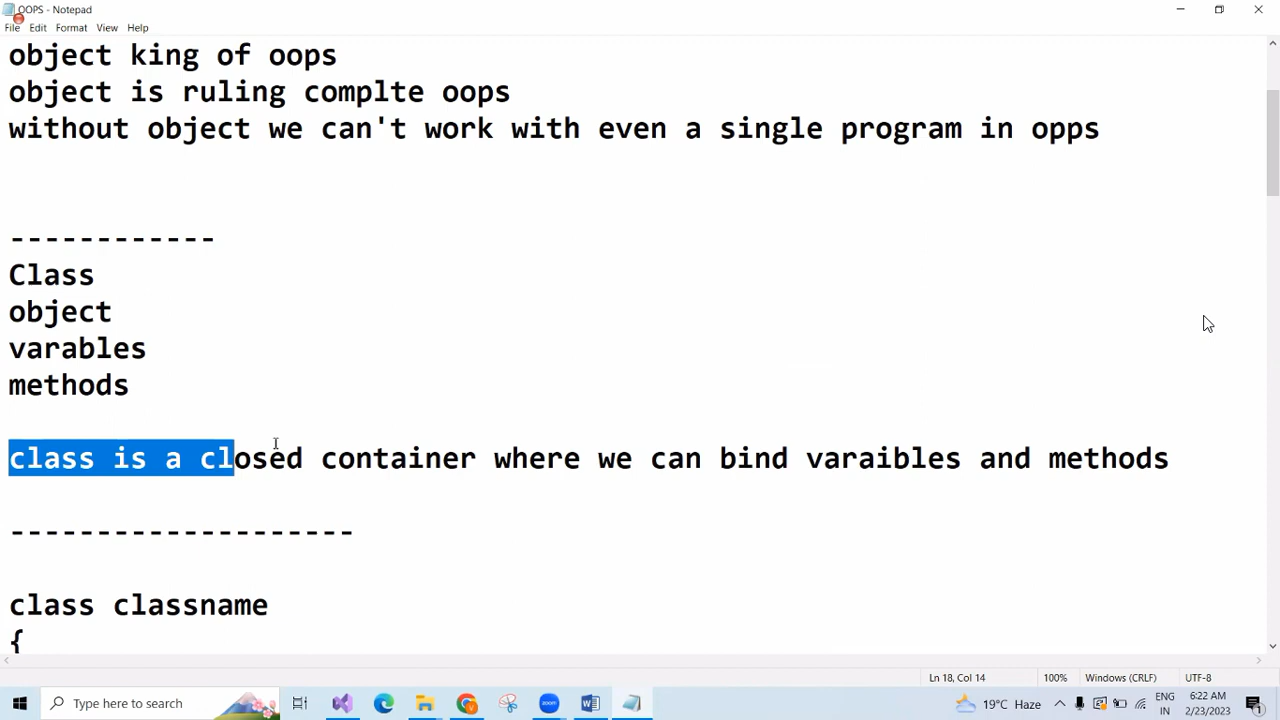 OOPS - Notepad
File Edit Format View Help
object king of oops
object is ruling complte oops
without object we can't work with even a single program in opps
------------
Class
object
varables
methods
class is a closed container where we can bind varaibles and methods
--------------------
class classname
{
Ln 18, Col 14 100% Windows (CRLF) UTF-8
Type here to search
zoom
19°C Haze
ENG
IN
6:22 AM
2/23/2023
1